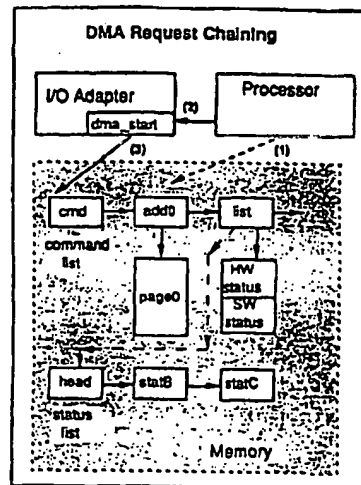 DMA Request Chaining
I/O Adapter
Processor
dma_start
(2)
(3)
(1)
cmd
add0
list
command
list
page0
HW
status
SW
status
head
statB
statC
status
list
Memory